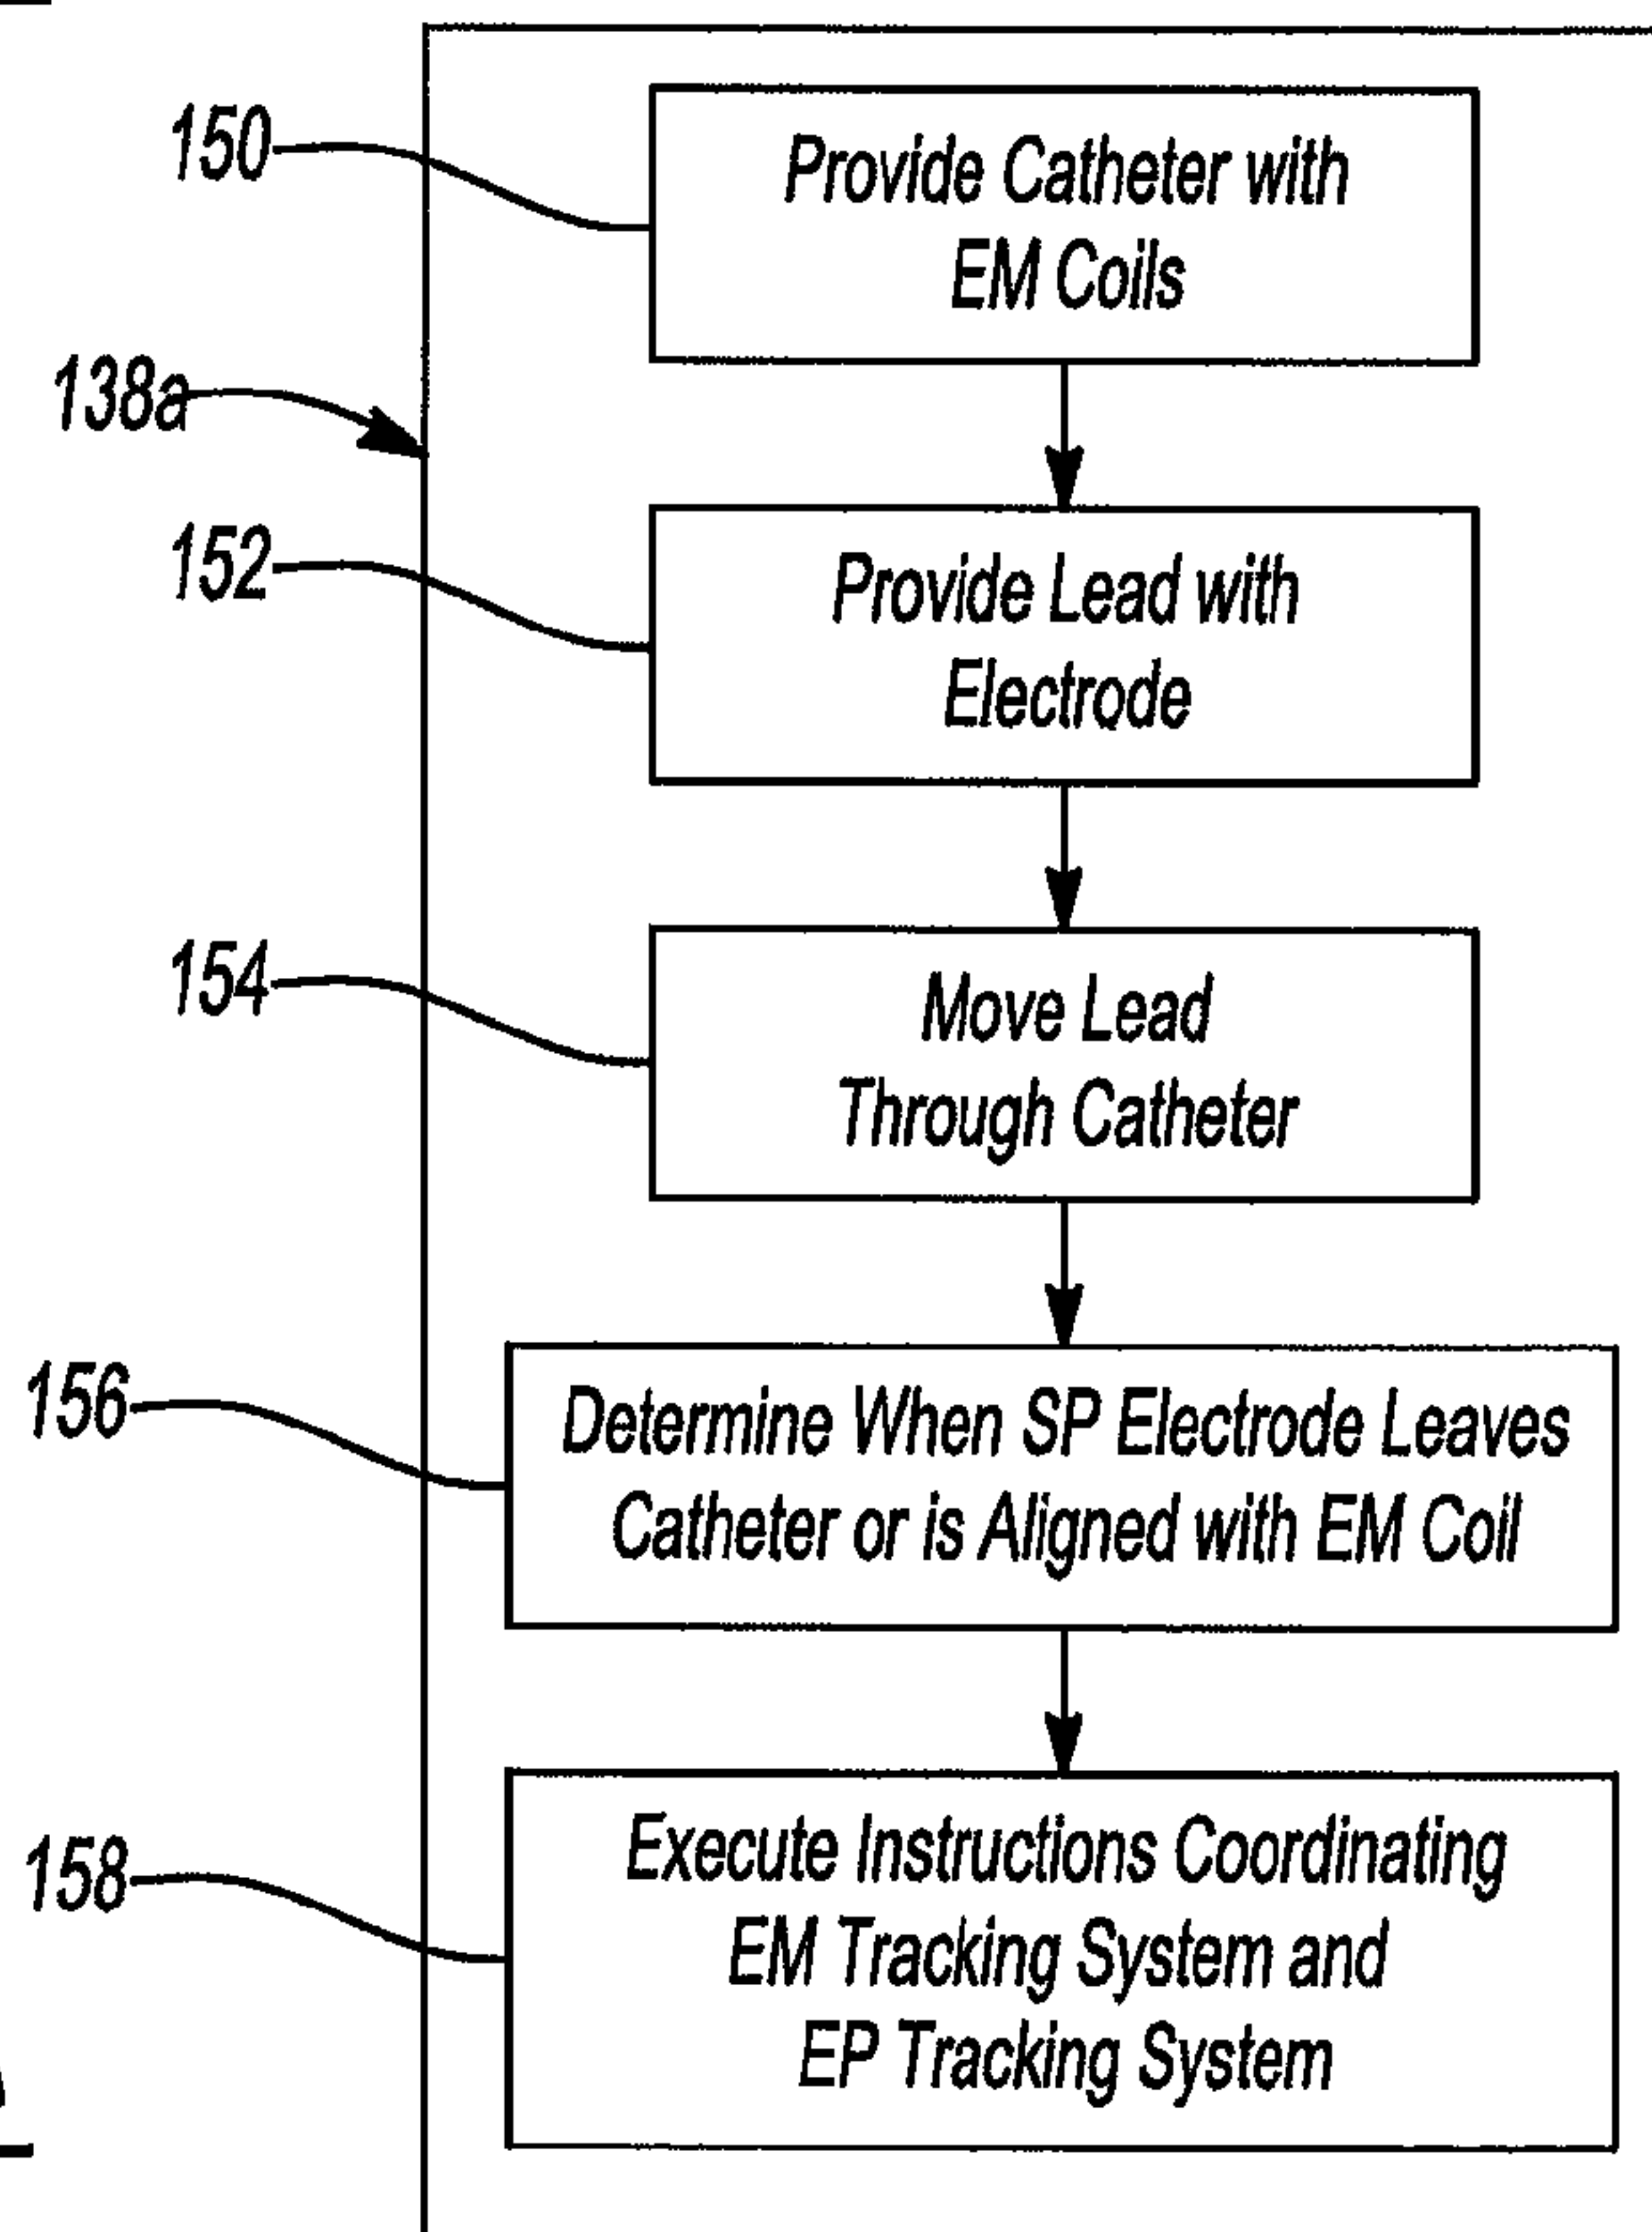 150
Provide Catheter with
EM Coils
138a
152
Provide Lead with
Electrode
154
Move Lead
Through Catheter
156
Determine When SP Electrode Leaves
Catheter or is Aligned with EM Coil
158
Execute Instructions Coordinating
EM Tracking System and
EP Tracking System